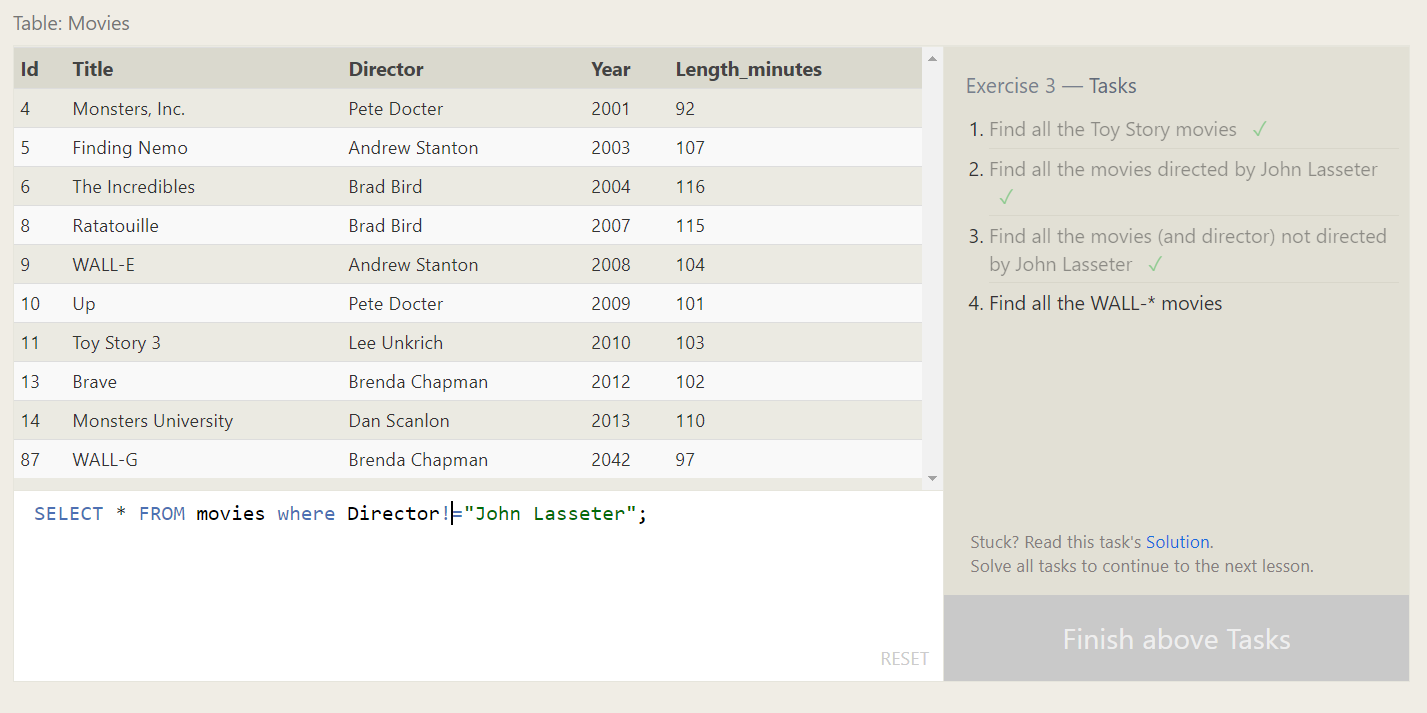 Table: Movies
Id Title Director Year Length_minutes
4 Monsters, Inc. Pete Docter 2001 92
5 Finding Nemo Andrew Stanton 2003 107
6 The Incredibles Brad Bird 2004 116
8 Ratatouille Brad Bird 2007 115
9 WALL-E Andrew Stanton 2008 104
10 Up Pete Docter 2009 101
11 Toy Story 3 Lee Unkrich 2010 103
13 Brave Brenda Chapman 2012 102
14 Monsters University Dan Scanlon 2013 110
87 WALL-G Brenda Chapman 2042 97
SELECT * FROM movies where Director!="John Lasseter";
RESET
Exercise 3 — Tasks
1. Find all the Toy Story movies ✓
2. Find all the movies directed by John Lasseter
✓
3. Find all the movies (and director) not directed
by John Lasseter ✓
4. Find all the WALL-* movies
Stuck? Read this task's Solution.
Solve all tasks to continue to the next lesson.
Finish above Tasks